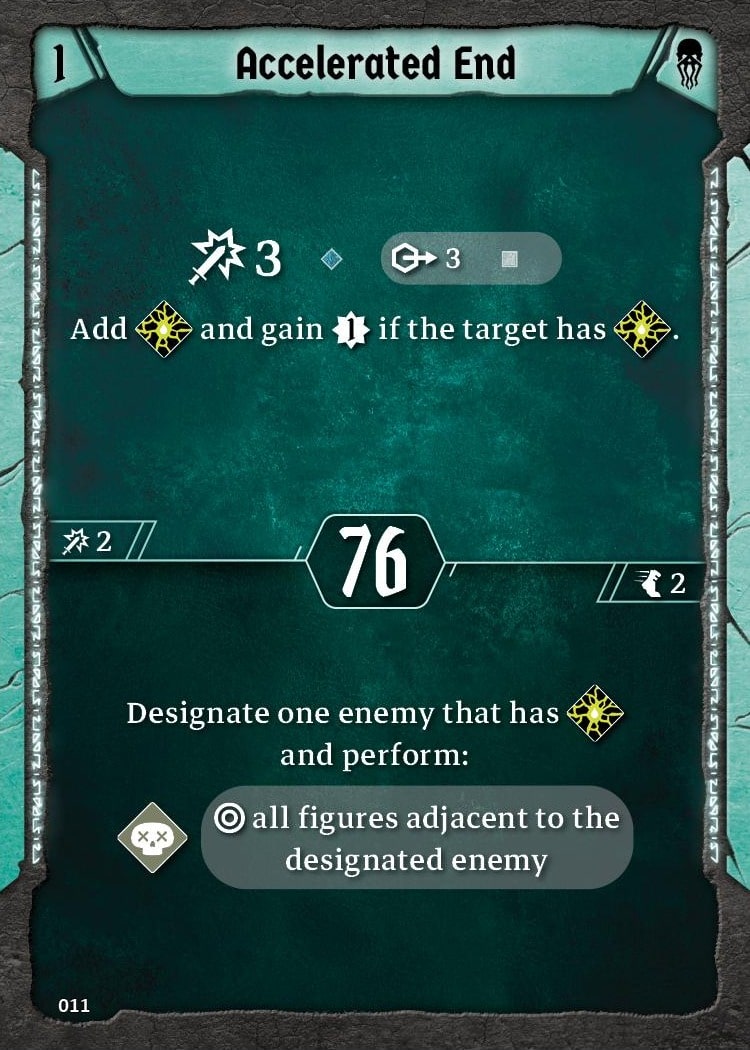 1
Accelerated End
3
3
Add and gain 1 if the target has .
2
76
2
Designate one enemy that has
and perform:
all figures adjacent to the
designated enemy
011